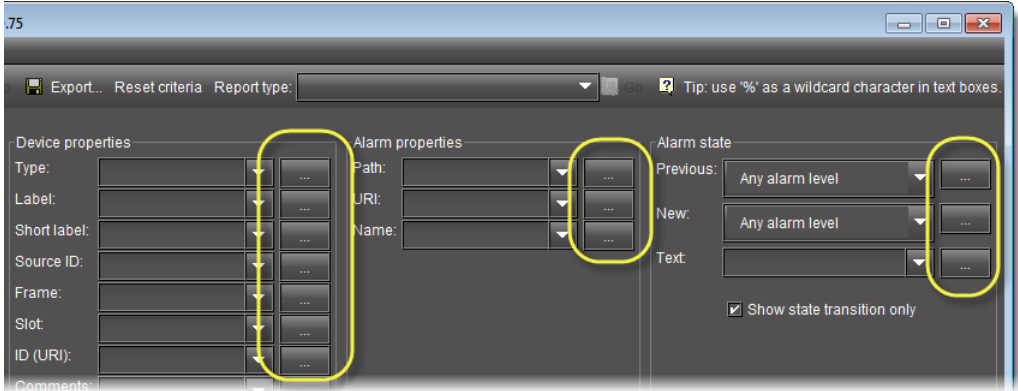 .75
Export... Reset criteria Report type: Go Tip: use '%' as a wildcard character in text boxes.
Device properties Alarm properties Alarm state
Type: ... Path: ... Previous: Any alarm level ...
Label: ... URI: ... New: Any alarm level ...
Short label: ... Name: ... Text: ...
Source ID: ...
Frame: ... Show state transition only
Slot: ...
ID (URI): ...
Comments: